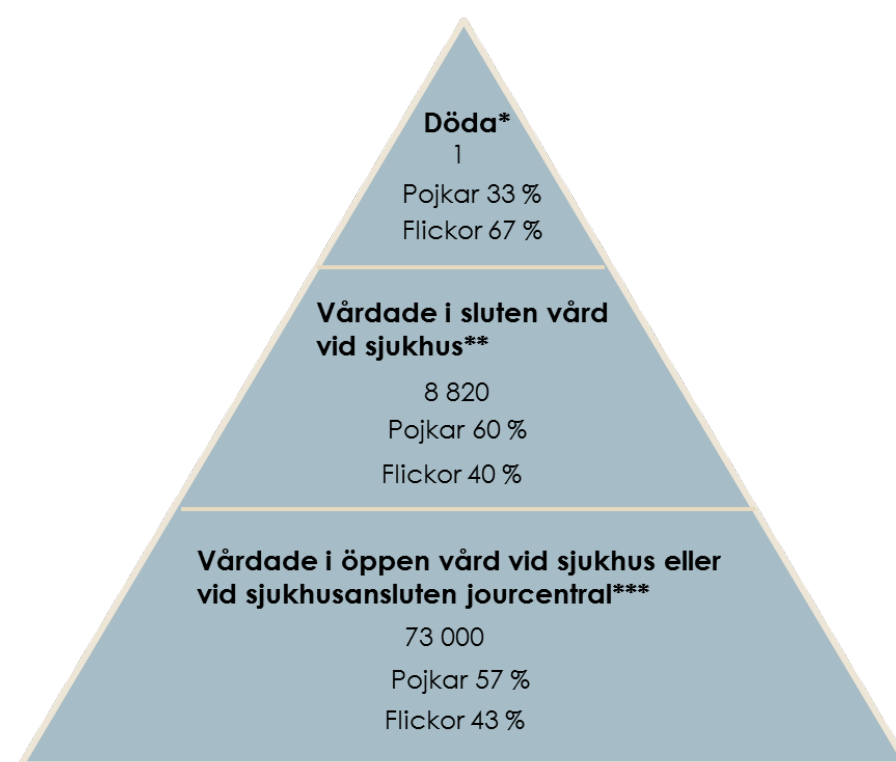 Döda*
1
Pojkar 33 %
Flickor 67 %
Vårdade i sluten vård
vid sjukhus**
8 820
Pojkar 60 %
Flickor 40 %
Vårdade i öppen vård vid sjukhus eller
vid sjukhusansluten jourcentral***
73 000
Pojkar 57 %
Flickor 43 %